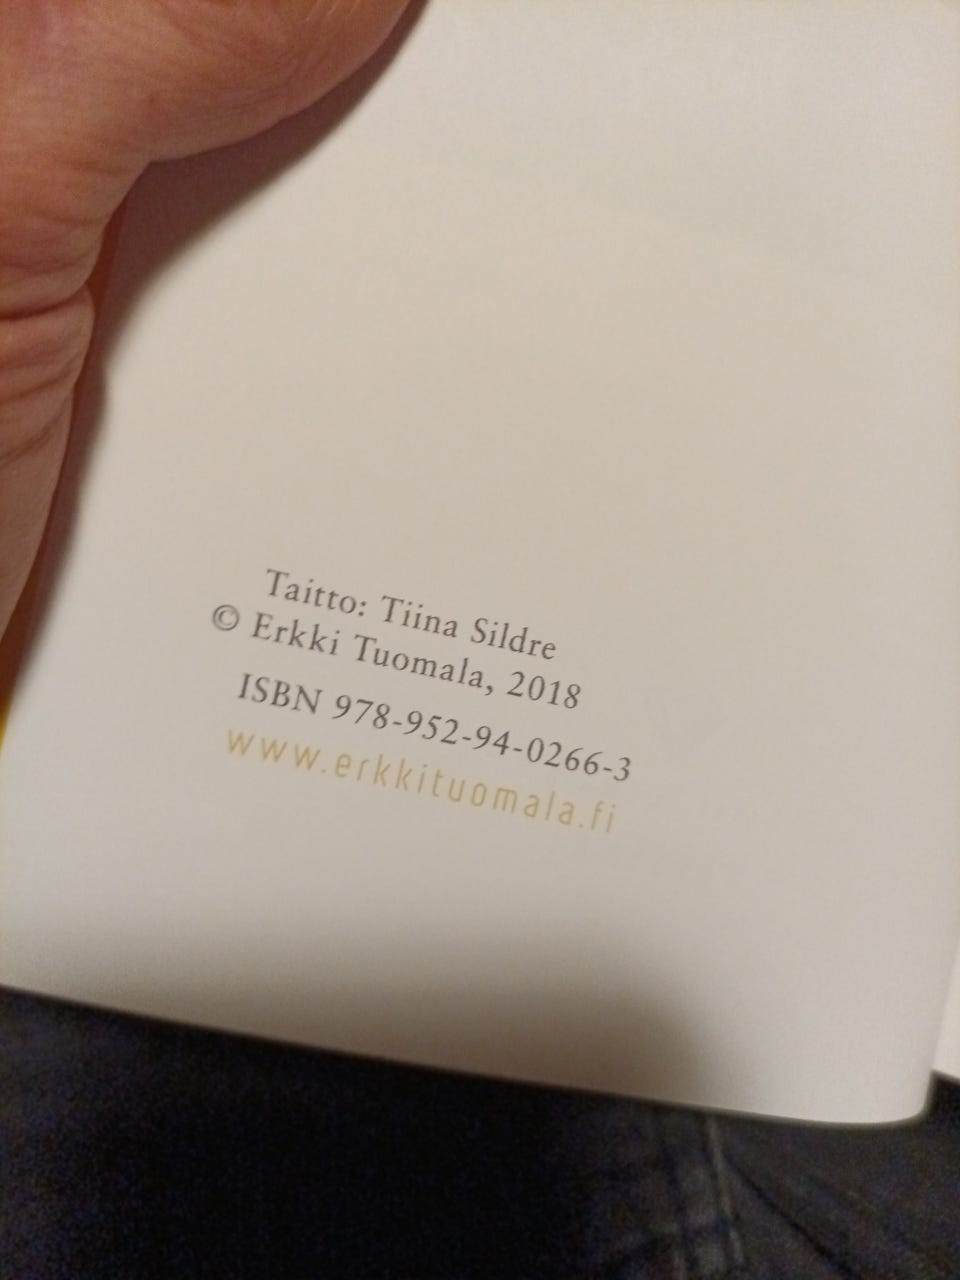 Taitto: Tiina Sildre
© Erkki Tuomala, 2018
ISBN 978-952-94-0266-3
www.erkkituomala.fi